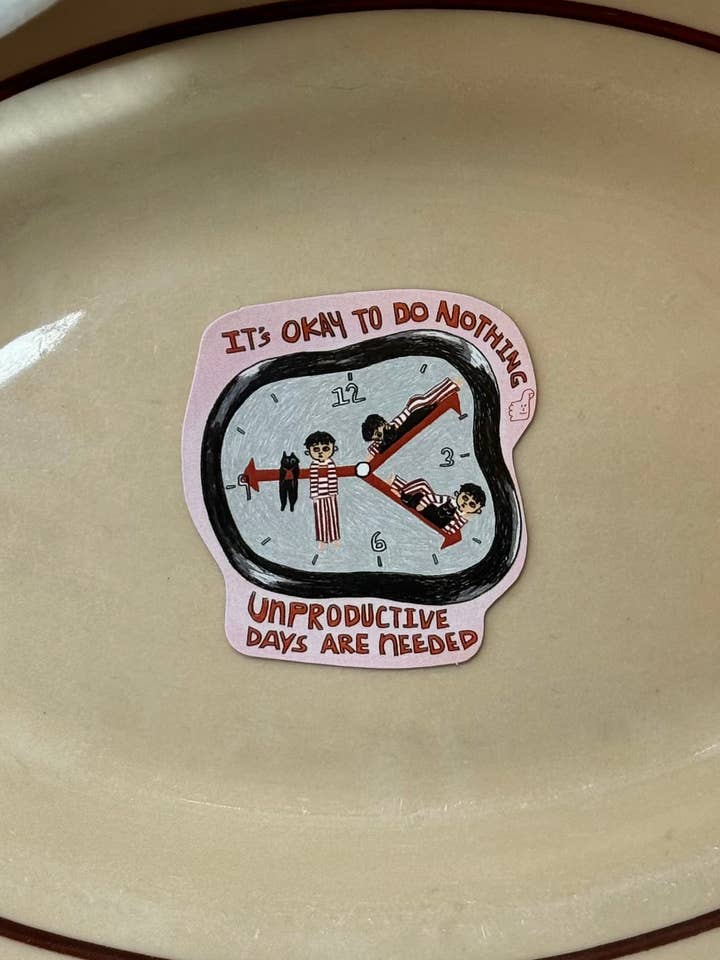 IT'S OKAY TO DO NOTHING
12
3
9
6
UNPRODUCTIVE
DAYS ARE NEEDED